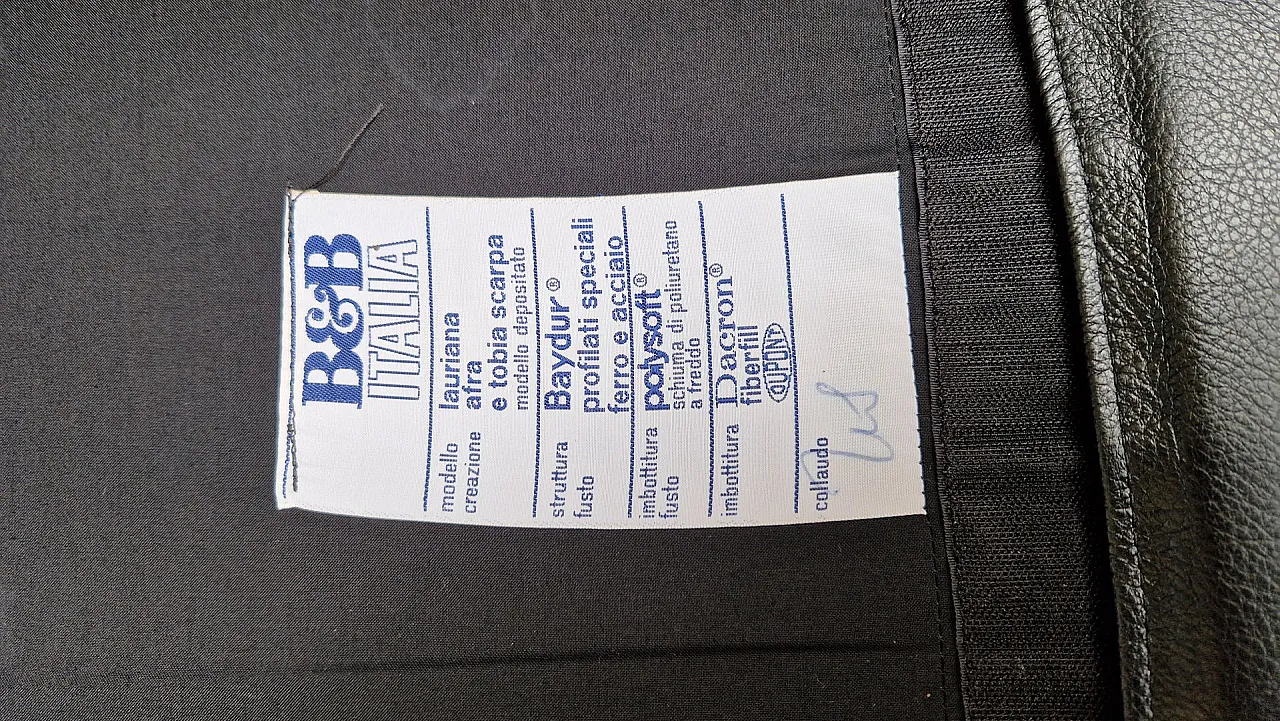 B&B
ITALIA
modello lauriana
creazione afra
e tobia scarpa
modello depositato
struttura Baydur®
fusto profilati speciali
ferro e acciaio
imbottitura polysoft®
fusto schiuma di poliuretano
a freddo
imbottitura Dacron®
fiberfill
DUPONT
collaudo